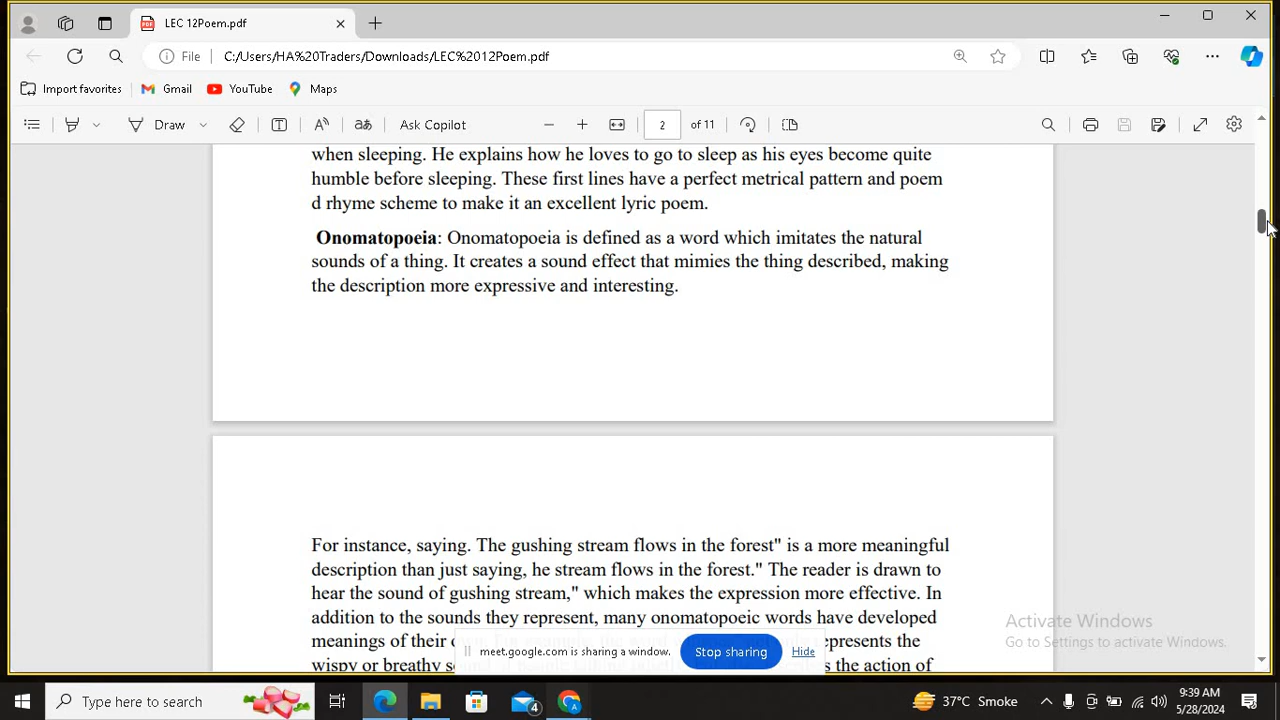 LEC 12Poem.pdf
File
C:/Users/HA%20Traders/Downloads/LEC%2012Poem.pdf
Import favorites
Gmail
YouTube
Maps
Draw
Ask Copilot
2
of 11
when sleeping. He explains how he loves to go to sleep as his eyes become quite
humble before sleeping. These first lines have a perfect metrical pattern and poem
d rhyme scheme to make it an excellent lyric poem.
Onomatopoeia: Onomatopoeia is defined as a word which imitates the natural
sounds of a thing. It creates a sound effect that mimies the thing described, making
the description more expressive and interesting.
For instance, saying. The gushing stream flows in the forest" is a more meaningful
description than just saying, he stream flows in the forest." The reader is drawn to
hear the sound of gushing stream," which makes the expression more effective. In
addition to the sounds they represent, many onomatopoeic words have developed
meanings of their
epresents the
wispy or breathy
the action of
meet.google.com is sharing a window.
Stop sharing
Hide
Activate Windows
Go to Settings to activate Windows.
Type here to search
4
37°C Smoke
9:39 AM
5/28/2024